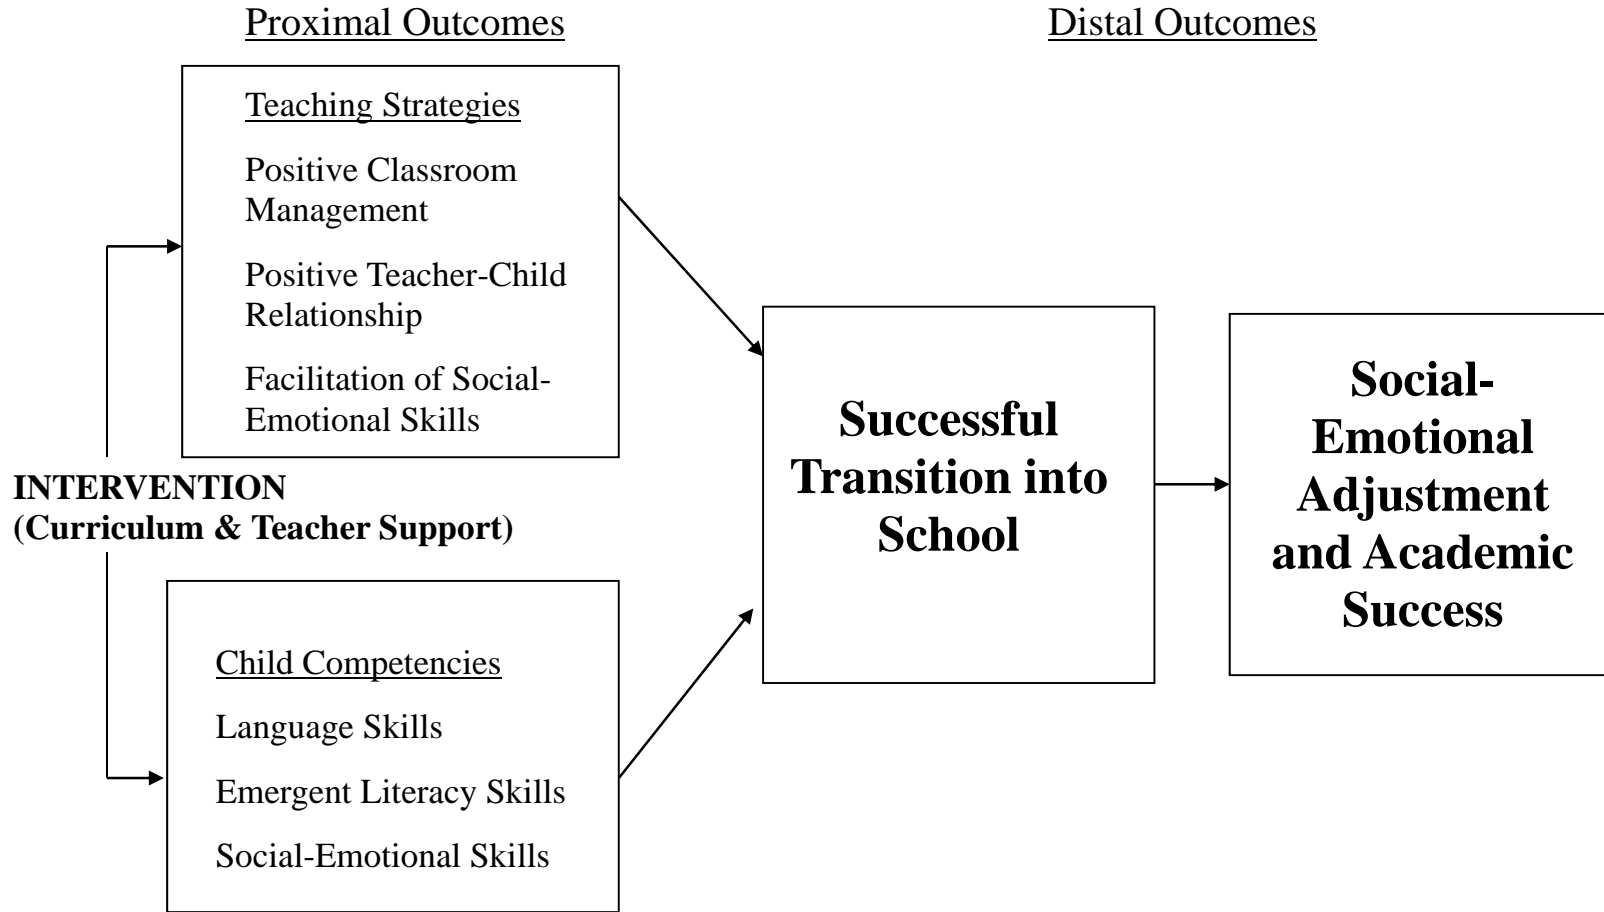 Proximal Outcomes
Distal Outcomes
Teaching Strategies
Positive Classroom
Management
Positive Teacher-Child
Relationship
Facilitation of Social-
Emotional Skills
INTERVENTION
(Curriculum & Teacher Support)
Child Competencies
Language Skills
Emergent Literacy Skills
Social-Emotional Skills
Successful
Transition into
School
Social-
Emotional
Adjustment
and Academic
Success